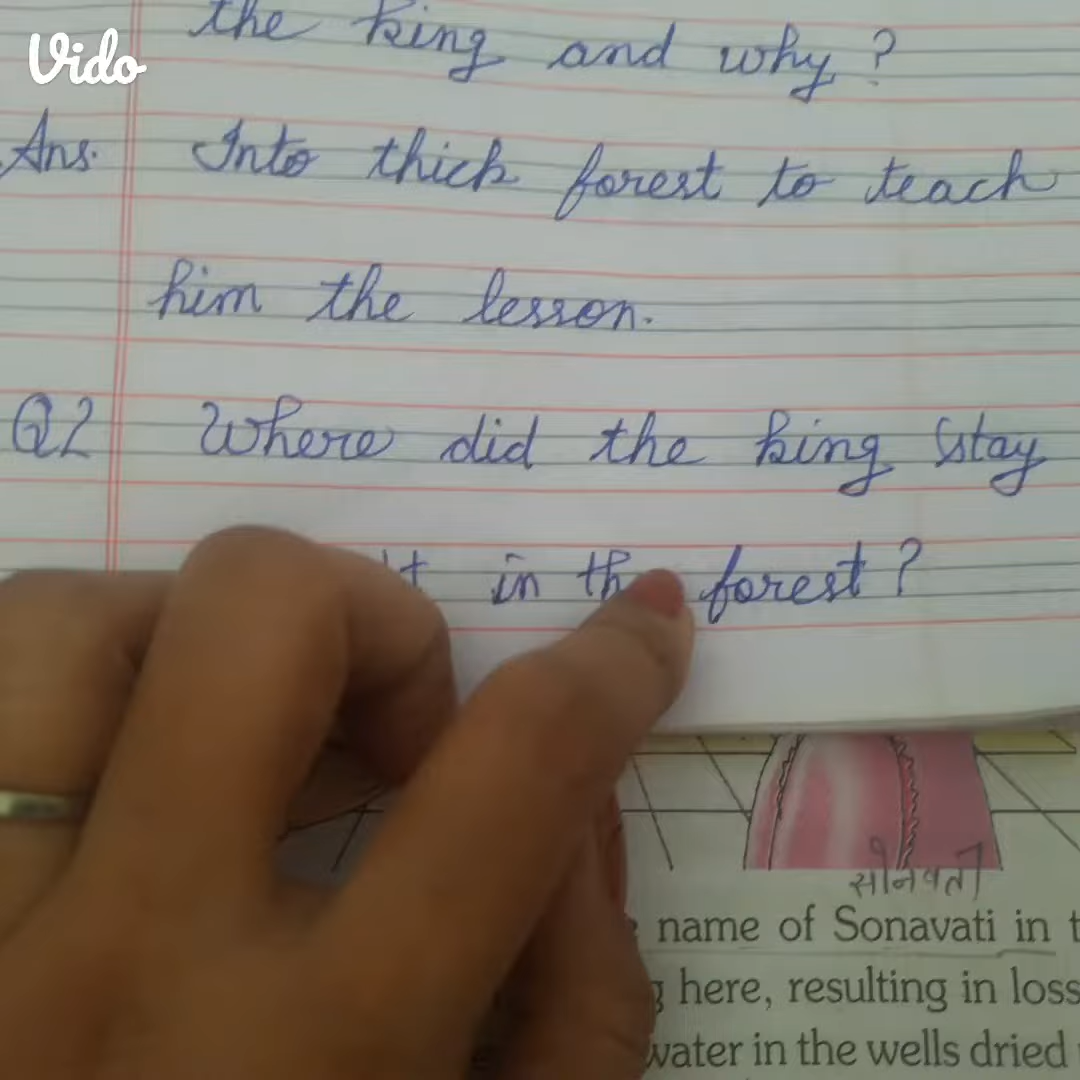 Vido
the king and why?
Ans. Into thick forest to teach
him the lesson.
Q2 Where did the king stay
in the forest?
सोनवती
name of Sonavati in
here, resulting in loss
water in the wells dried